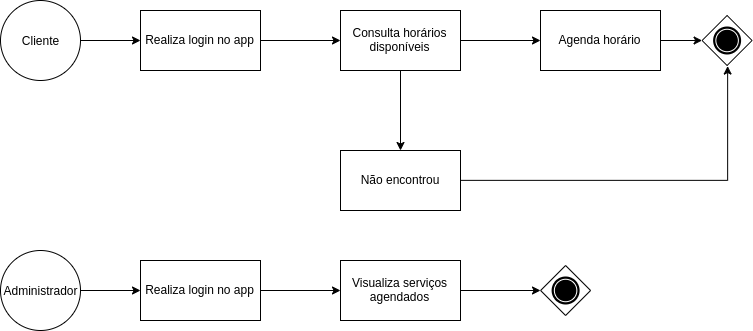 Cliente
Realiza login no app
Consulta horários
disponíveis
Agenda horário
Não encontrou
Administrador
Realiza login no app
Visualiza serviços
agendados